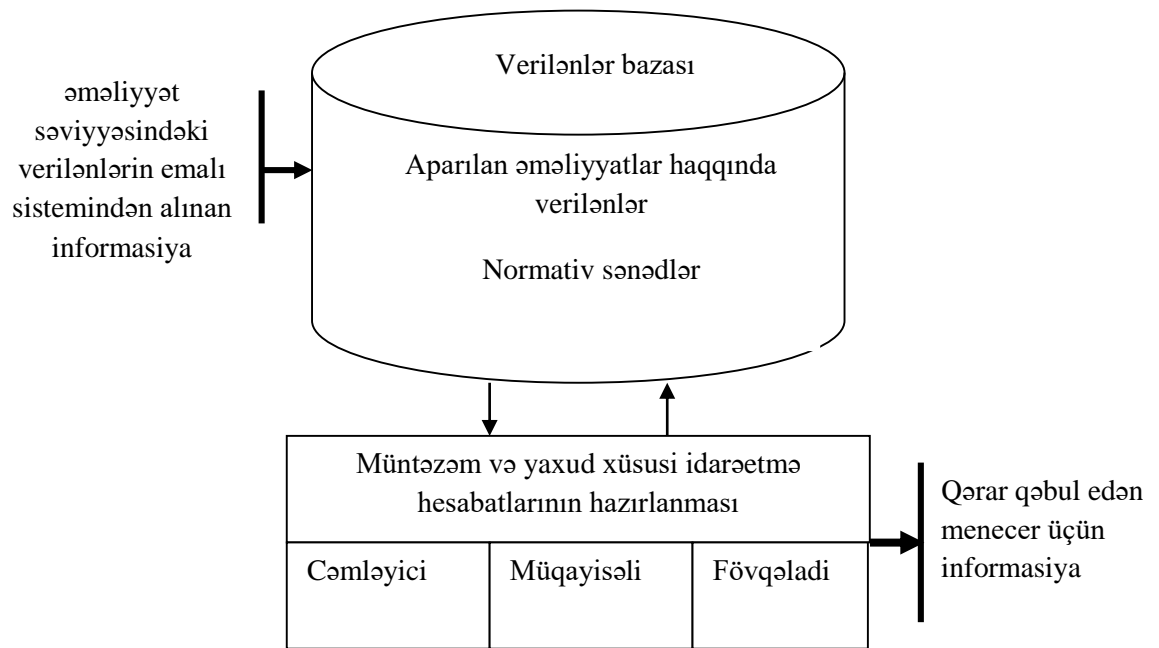 əməliyyət
səviyyəsindəki
verilənlərin emalı
sistemindən alınan
informasiya
Verilənlər bazası
Aparılan əməliyyatlar haqqında
verilənlər
Normativ sənədlər
Müntəzəm və yaxud xüsusi idarəetmə
hesabatlarının hazırlanması
Cəmləyici
Müqayisəli
Fövqəladi
Qərar qəbul edən
menecer üçün
informasiya